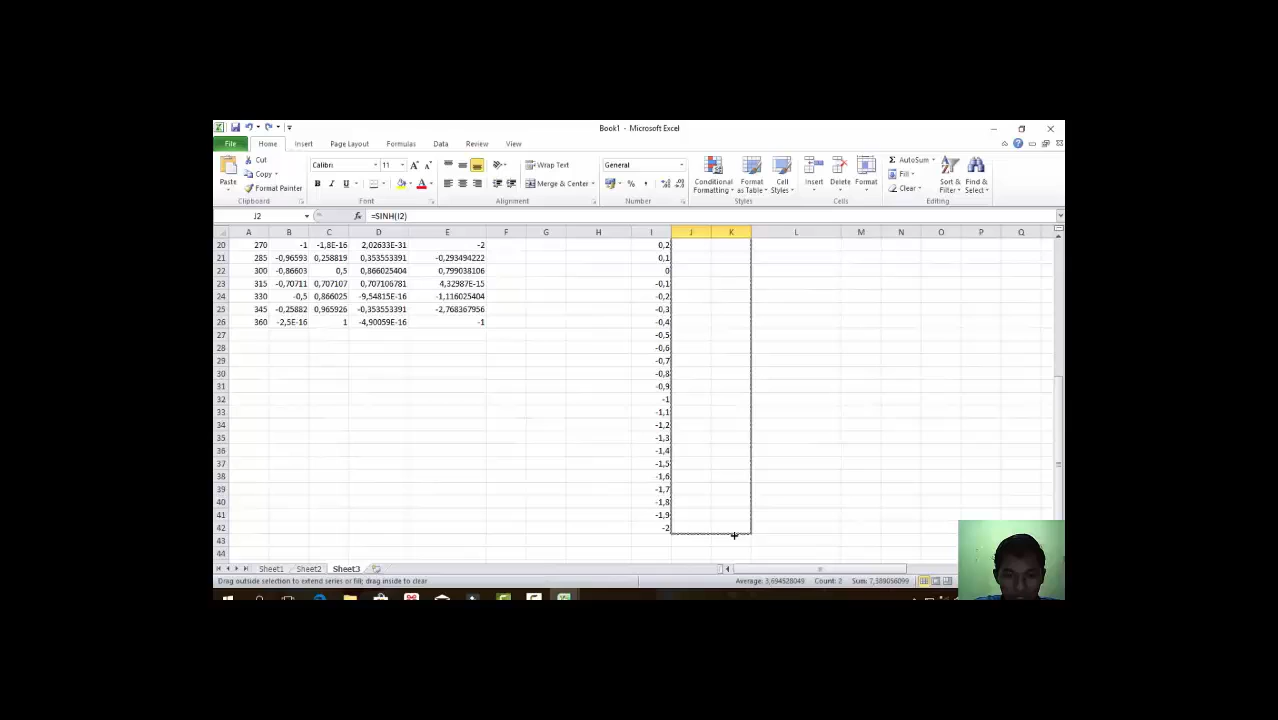 Book1 - Microsoft Excel
File Home Insert Page Layout Formulas Data Review View
Cut
Copy
Format Painter
Paste
Clipboard
Calibri 11
B I U
Font
Wrap Text
Merge & Center
Alignment
General
%
Number
Conditional Formatting
Format as Table
Cell Styles
Styles
Insert Delete Format
Cells
AutoSum
Fill
Clear
Sort & Filter
Find & Select
Editing
J2 fx =SINH(I2)
A B C D E F G H I J K L M N O P Q
20 270 -1 -1,8E-16 2,02633E-31 -2 0,2
21 285 -0,96593 0,258819 0,353553391 -0,293494222 0,1
22 300 -0,86603 0,5 0,866025404 0,799038106 0
23 315 -0,70711 0,707107 0,707106781 4,32987E-15 -0,1
24 330 -0,5 0,866025 -9,54815E-16 -1,116025404 -0,2
25 345 -0,25882 0,965926 -0,353553391 -2,768367956 -0,3
26 360 -2,5E-16 1 -4,90059E-16 -1 -0,4
27 -0,5
28 -0,6
29 -0,7
30 -0,8
31 -0,9
32 -1
33 -1,1
34 -1,2
35 -1,3
36 -1,4
37 -1,5
38 -1,6
39 -1,7
40 -1,8
41 -1,9
42 -2
43
44
Sheet1 Sheet2 Sheet3
Drag outside selection to extend series or fill; drag inside to clear Average: 3,694528049 Count: 2 Sum: 7,389056099